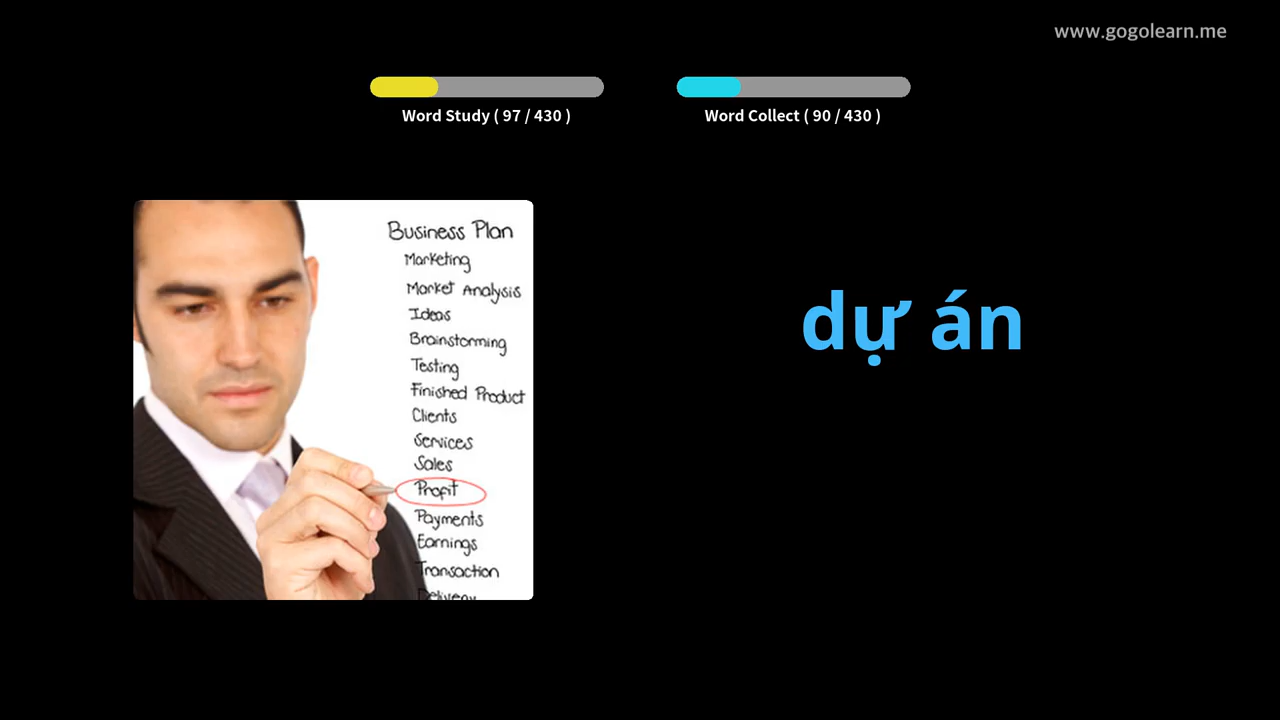 www.gogolearn.me
Word Study ( 97 / 430 )
Word Collect ( 90 / 430 )
Business Plan
Marketing
Market Analysis
Ideas
Brainstorming
Testing
Finished Product
Clients
Services
Sales
Profit
Payments
Earnings
Transaction
Delivery
dự án